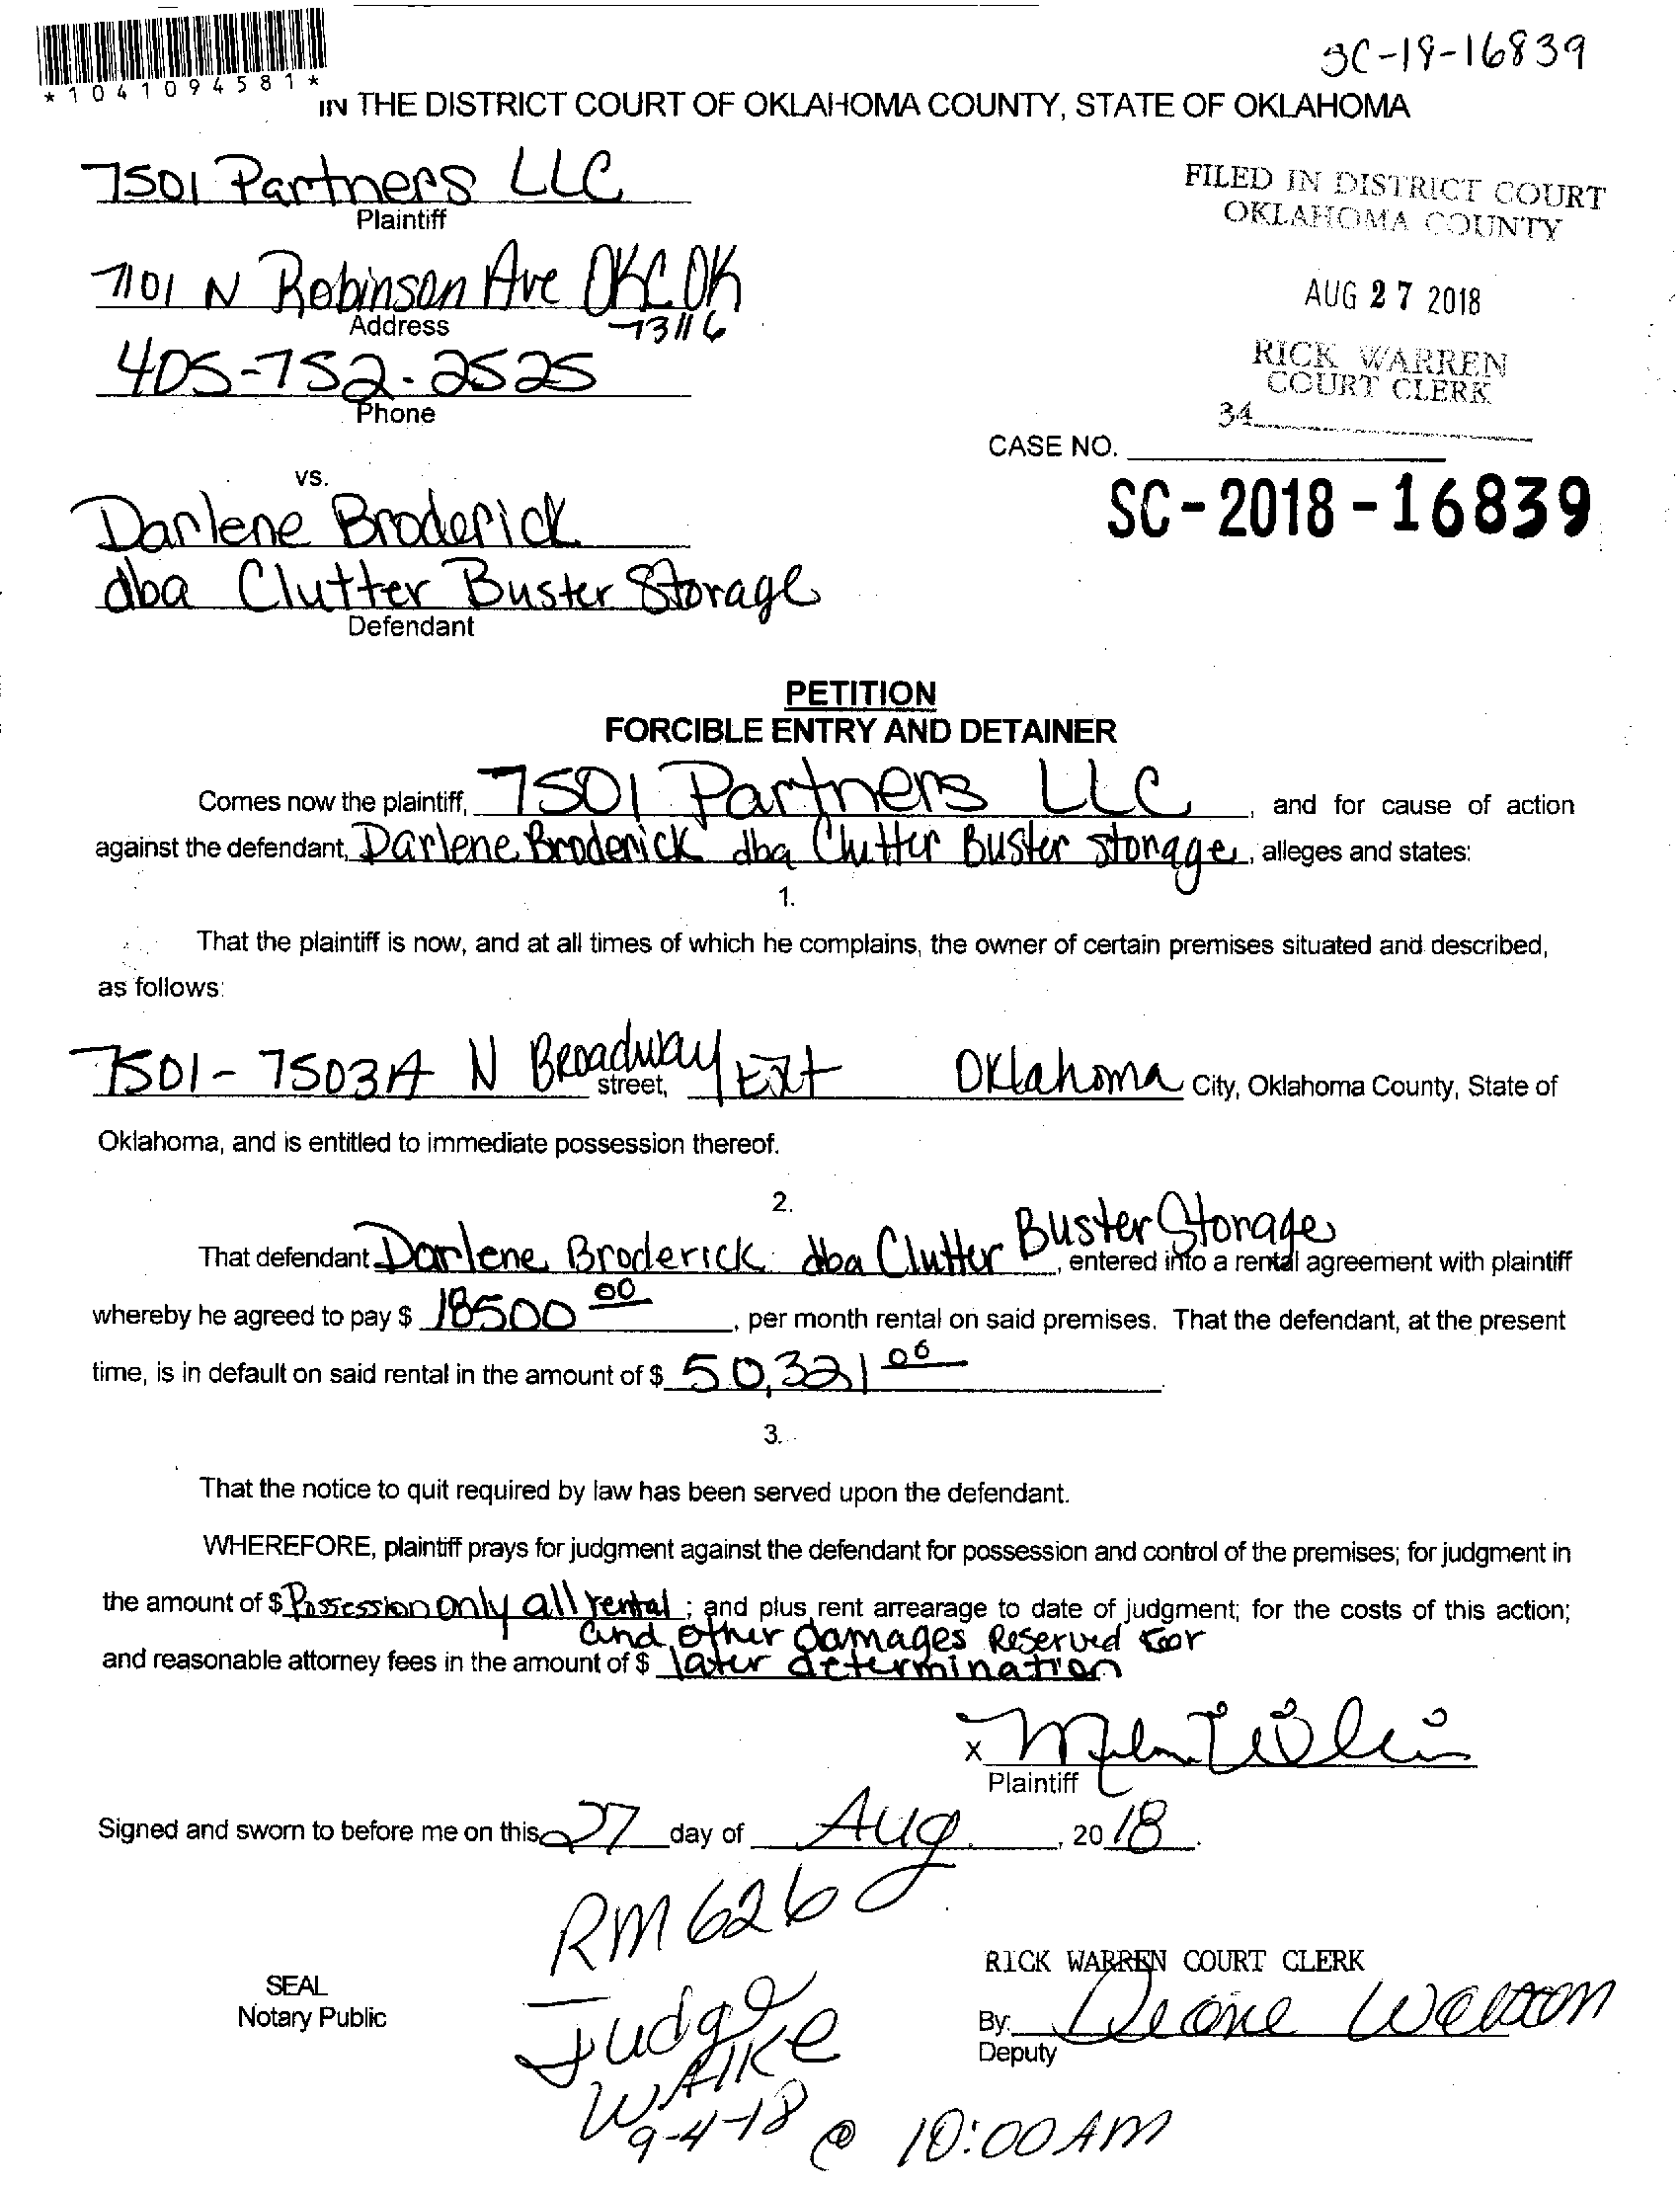 SC-18-16839
*1041094581*
IN THE DISTRICT COURT OF OKLAHOMA COUNTY, STATE OF OKLAHOMA
7501 Partners LLC
Plaintiff
FILED IN DISTRICT COURT
OKLAHOMA COUNTY
7101 N Robinson Ave OKC OK
Address 73116
AUG 27 2018
405-752-2525
Phone
RICK WARREN
COURT CLERK
34
CASE NO.
SC-2018-16839
vs.
Darlene Broderick
dba Clutter Buster Storage
Defendant
PETITION
FORCIBLE ENTRY AND DETAINER
Comes now the plaintiff, 7501 Partners LLC, and for cause of action
against the defendant, Darlene Broderick dba Clutter Buster Storage, alleges and states:
1.
That the plaintiff is now, and at all times of which he complains, the owner of certain premises situated and described,
as follows:
7501-7503A N Broadway Ext Oklahoma City, Oklahoma County, State of
street,
Oklahoma, and is entitled to immediate possession thereof.
2.
That defendant Darlene Broderick dba Clutter Buster Storage, entered into a rental agreement with plaintiff
whereby he agreed to pay $ 18500 00, per month rental on said premises. That the defendant, at the present
time, is in default on said rental in the amount of $ 50,321 06
3.
That the notice to quit required by law has been served upon the defendant.
WHEREFORE, plaintiff prays for judgment against the defendant for possession and control of the premises; for judgment in
the amount of $ Possession only all rental; and plus rent arrearage to date of judgment; for the costs of this action;
and other damages Reserved for
and reasonable attorney fees in the amount of $ later determination
X
Plaintiff
Signed and sworn to before me on this 27 day of Aug, 2018.
RM 626
SEAL
Notary Public
RICK WARREN COURT CLERK
By:
Deputy
Judge
WALKE
9-4-18 @ 10:00 AM